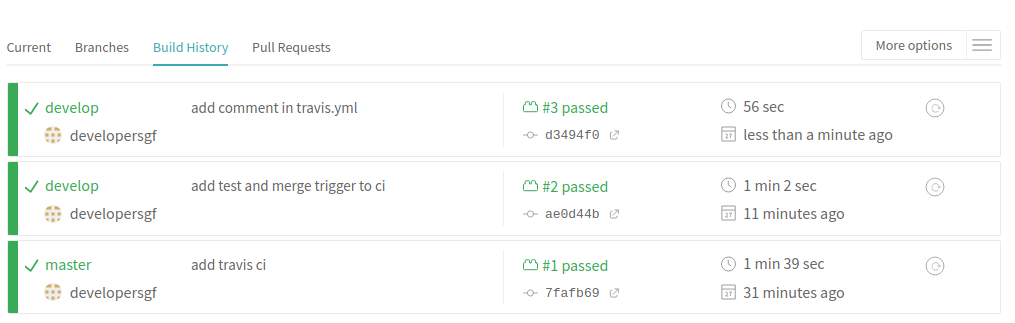 Current Branches Build History Pull Requests More options
develop add comment in travis.yml #3 passed 56 sec
developersgf d3494f0 27 less than a minute ago
develop add test and merge trigger to ci #2 passed 1 min 2 sec
developersgf ae0d44b 27 11 minutes ago
master add travis ci #1 passed 1 min 39 sec
developersgf 7fafb69 27 31 minutes ago